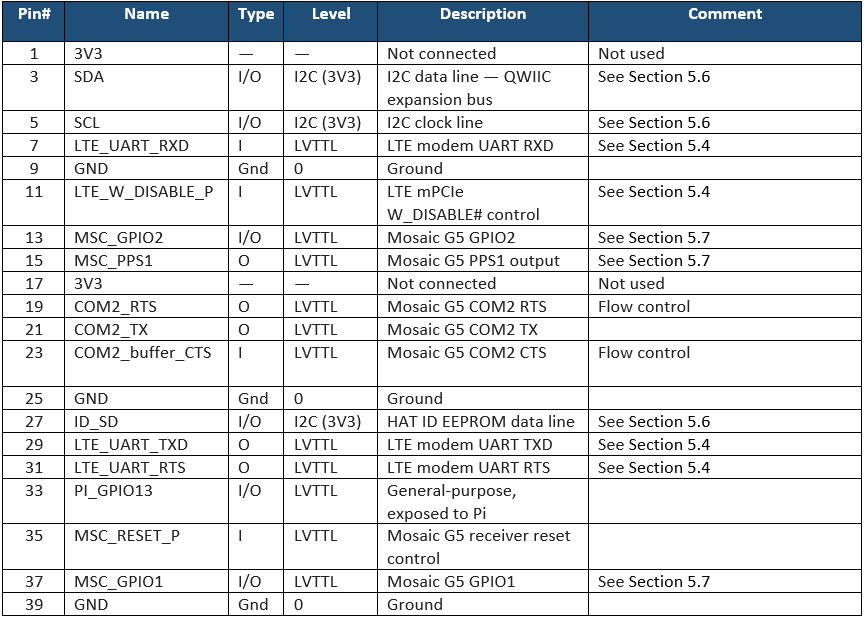 Pin# Name Type Level Description Comment
1 3V3 — — Not connected Not used
3 SDA I/O I2C (3V3) I2C data line — QWIIC See Section 5.6
expansion bus
5 SCL I/O I2C (3V3) I2C clock line See Section 5.6
7 LTE_UART_RXD I LVTTL LTE modem UART RXD See Section 5.4
9 GND Gnd 0 Ground
11 LTE_W_DISABLE_P I LVTTL LTE mPCIe See Section 5.4
W_DISABLE# control
13 MSC_GPIO2 I/O LVTTL Mosaic G5 GPIO2 See Section 5.7
15 MSC_PPS1 O LVTTL Mosaic G5 PPS1 output See Section 5.7
17 3V3 — — Not connected Not used
19 COM2_RTS O LVTTL Mosaic G5 COM2 RTS Flow control
21 COM2_TX O LVTTL Mosaic G5 COM2 TX
23 COM2_buffer_CTS I LVTTL Mosaic G5 COM2 CTS Flow control
25 GND Gnd 0 Ground
27 ID_SD I/O I2C (3V3) HAT ID EEPROM data line See Section 5.6
29 LTE_UART_TXD O LVTTL LTE modem UART TXD See Section 5.4
31 LTE_UART_RTS O LVTTL LTE modem UART RTS See Section 5.4
33 PI_GPIO13 I/O LVTTL General-purpose,
exposed to Pi
35 MSC_RESET_P I LVTTL Mosaic G5 receiver reset
control
37 MSC_GPIO1 I/O LVTTL Mosaic G5 GPIO1 See Section 5.7
39 GND Gnd 0 Ground